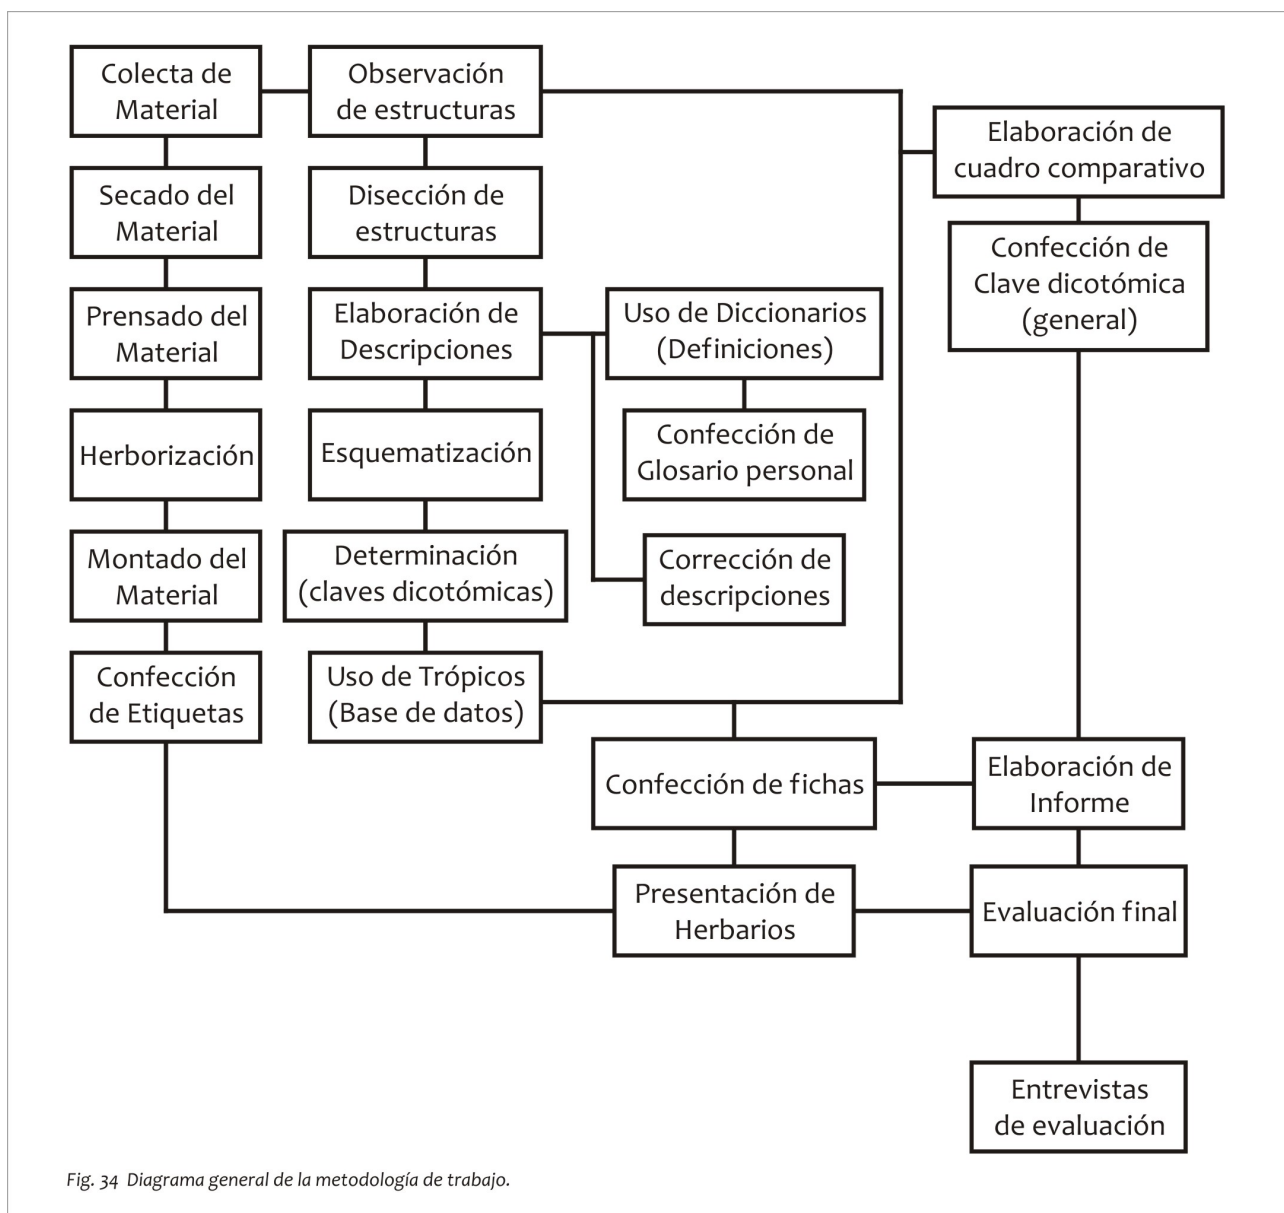 Colecta de
Material
Secado del
Material
Prensado del
Material
Herborización
Montado del
Material
Confección
de Etiquetas
Observación
de estructuras
Disección de
estructuras
Elaboración de
Descripciones
Esquematización
Determinación
(claves dicotómicas)
Uso de Trópicos
(Base de datos)
Uso de Diccionarios
(Definiciones)
Confección de
Glosario personal
Corrección de
descripciones
Confección de fichas
Presentación de
Herbarios
Elaboración de
cuadro comparativo
Confección de
Clave dicotómica
(general)
Elaboración de
Informe
Evaluación final
Entrevistas
de evaluación
Fig. 34 Diagrama general de la metodología de trabajo.